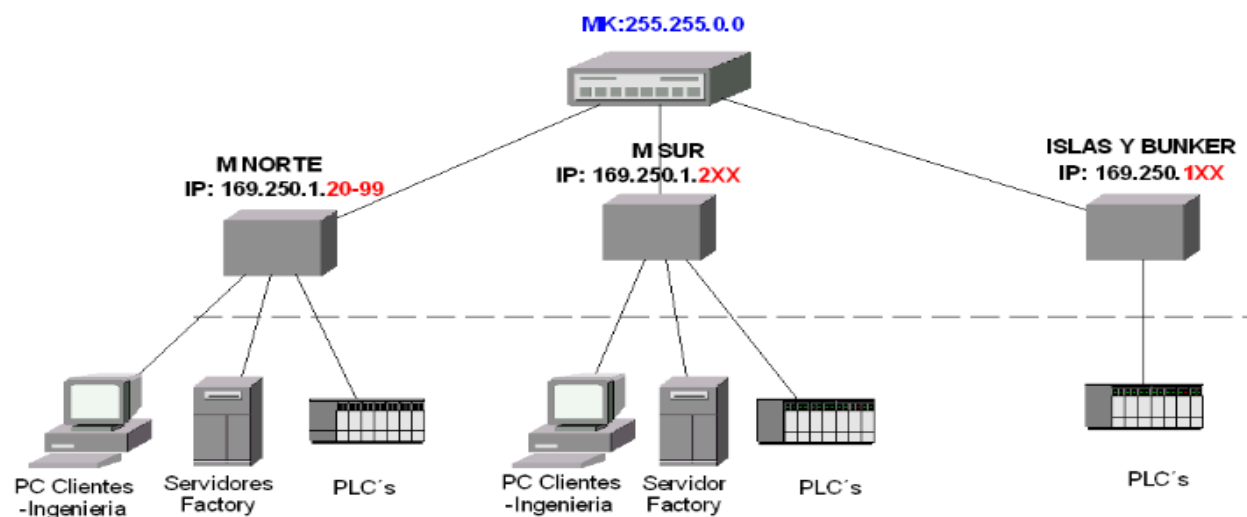 MK:255.255.0.0
M NORTE
IP: 169.250.1.20-99
M SUR
IP: 169.250.1.2XX
ISLAS Y BUNKER
IP: 169.250.1XX
PC Clientes
-Ingenieria
Servidores
Factory
PLC´s
PC Clientes
-Ingenieria
Servidor
Factory
PLC´s
PLC´s